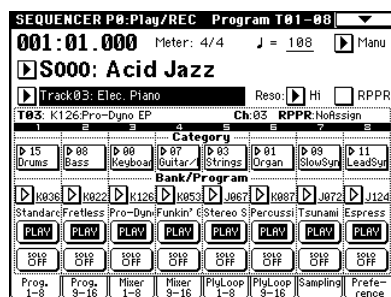 SEQUENCER P0:Play/REC Program T01-08
001:01.000 Meter: 4/4 ♩ = 108 Manu
S000: Acid Jazz
Track03: Elec. Piano Reso: Hi RPPR
T03: K126:Pro-Dyno EP Ch:03 RPPR:NoAssign
1 2 3 4 5 6 7 8
Category
15 08 00 07 03 01 09 11
Drums Bass Keyboar Guitar/ Strings Organ SlowSyn LeadSyn
Bank/Program
K036 K022 K126 K053 J067 K087 J072 J124
Standarc Fretless Pro-Dyn Funkin' Stereo S Percussi Tsunami Espress
PLAY PLAY PLAY PLAY PLAY PLAY PLAY PLAY
SOLO SOLO SOLO SOLO SOLO SOLO SOLO SOLO
OFF OFF OFF OFF OFF OFF OFF OFF
Prog. Prog. Mixer Mixer PlyLoop PlyLoop Sampling Prefe-
1-8 9-16 1-8 9-16 1-8 9-16 rence